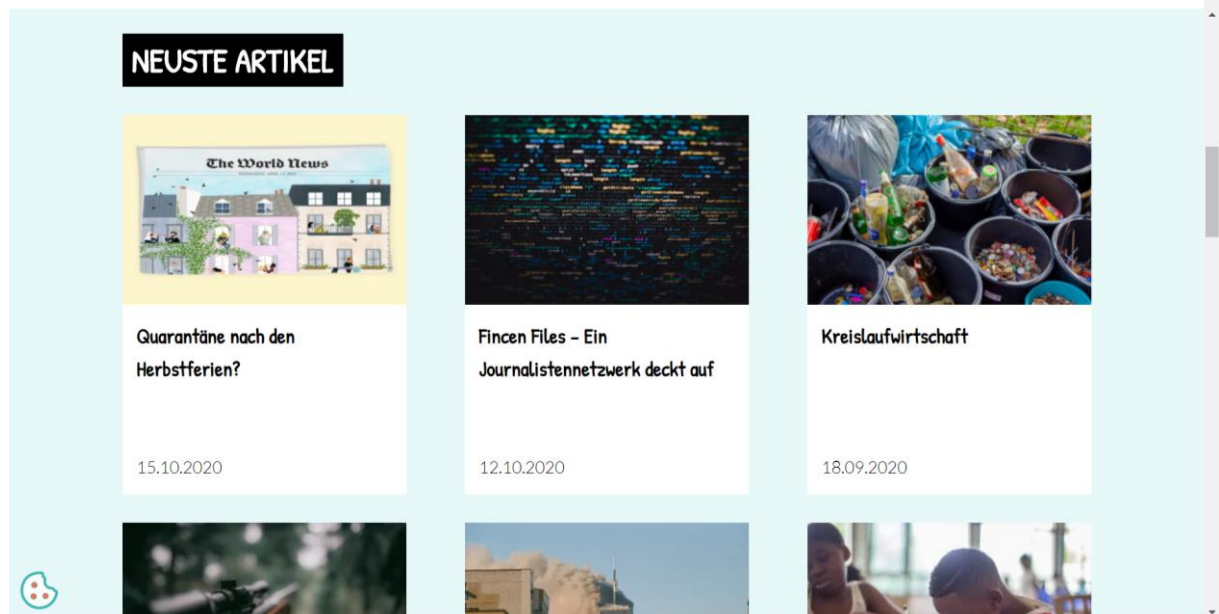 NEUSTE ARTIKEL
The World News
Quarantäne nach den
Herbstferien?
15.10.2020
Fincen Files – Ein
Journalistennetzwerk deckt auf
12.10.2020
Kreislaufwirtschaft
18.09.2020